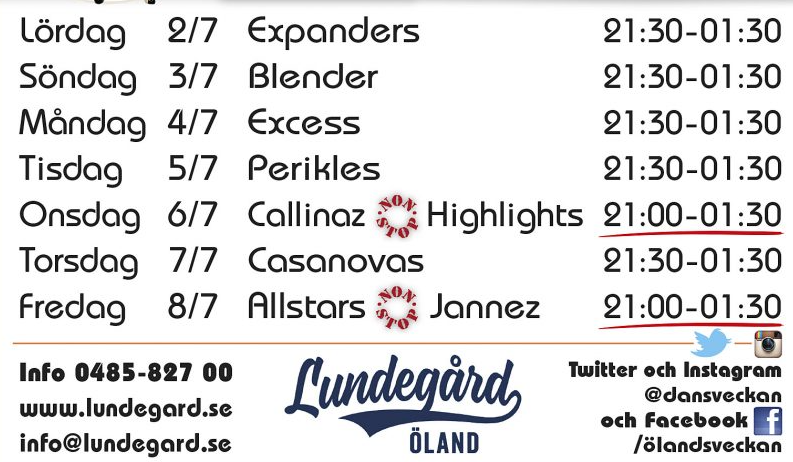 Lördag 2/7 Expanders 21:30-01:30
Söndag 3/7 Blender 21:30-01:30
Måndag 4/7 Excess 21:30-01:30
Tisdag 5/7 Perikles 21:30-01:30
Onsdag 6/7 Callinaz NON STOP Highlights 21:00-01:30
Torsdag 7/7 Casanovas 21:30-01:30
Fredag 8/7 Allstars NON STOP Jannez 21:00-01:30
Info 0485-827 00
www.lundegard.se
info@lundegard.se
Lundegård
ÖLAND
Twitter och Instagram
@dansveckan
och Facebook
/ölandsveckan